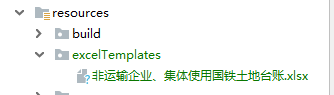 resources
build
excelTemplates
非运输企业、集体使用国铁土地台账.xlsx